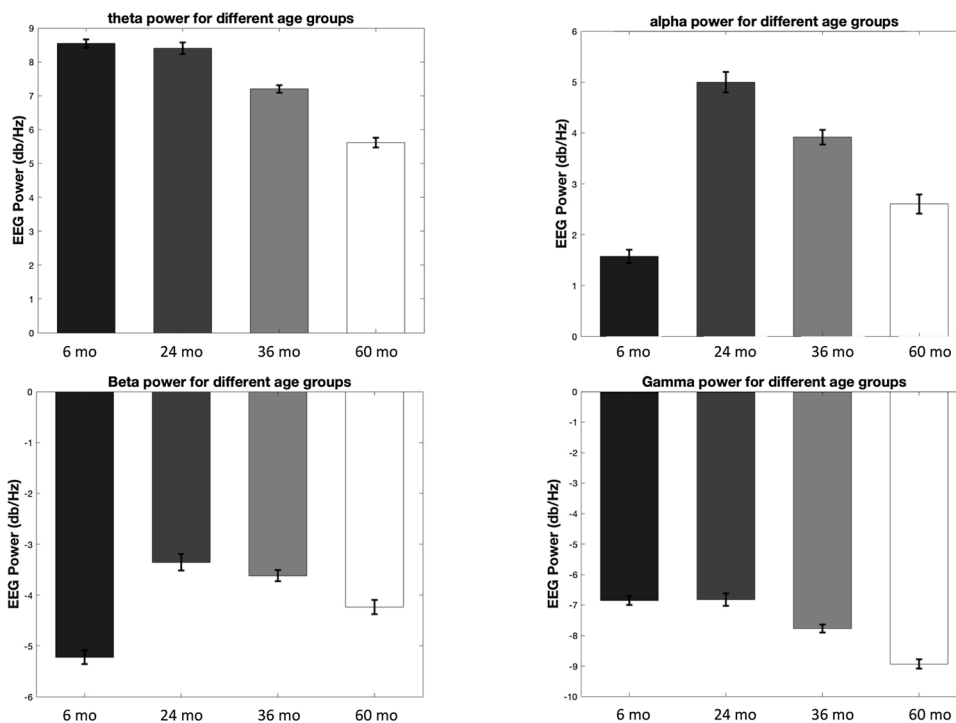 theta power for different age groups
EEG Power (db/Hz)
9
8
7
6
5
4
3
2
1
0
6 mo 24 mo 36 mo 60 mo
alpha power for different age groups
EEG Power (db/Hz)
6
5
4
3
2
1
0
6 mo 24 mo 36 mo 60 mo
Beta power for different age groups
EEG Power (db/Hz)
0
-1
-2
-3
-4
-5
-6
6 mo 24 mo 36 mo 60 mo
Gamma power for different age groups
EEG Power (db/Hz)
0
-1
-2
-3
-4
-5
-6
-7
-8
-9
-10
6 mo 24 mo 36 mo 60 mo